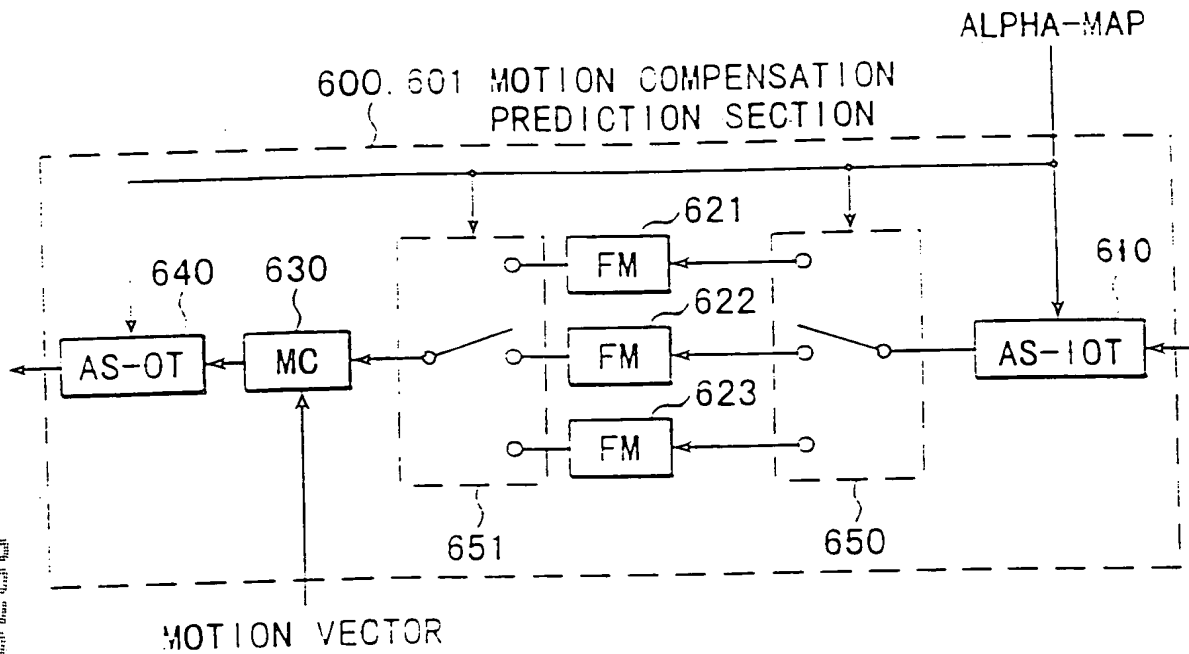 ALPHA-MAP
600.601 MOTION COMPENSATION
PREDICTION SECTION
621
FM
640
630
622
610
AS-OT
MC
FM
AS-IOT
623
FM
651
650
MOTION VECTOR